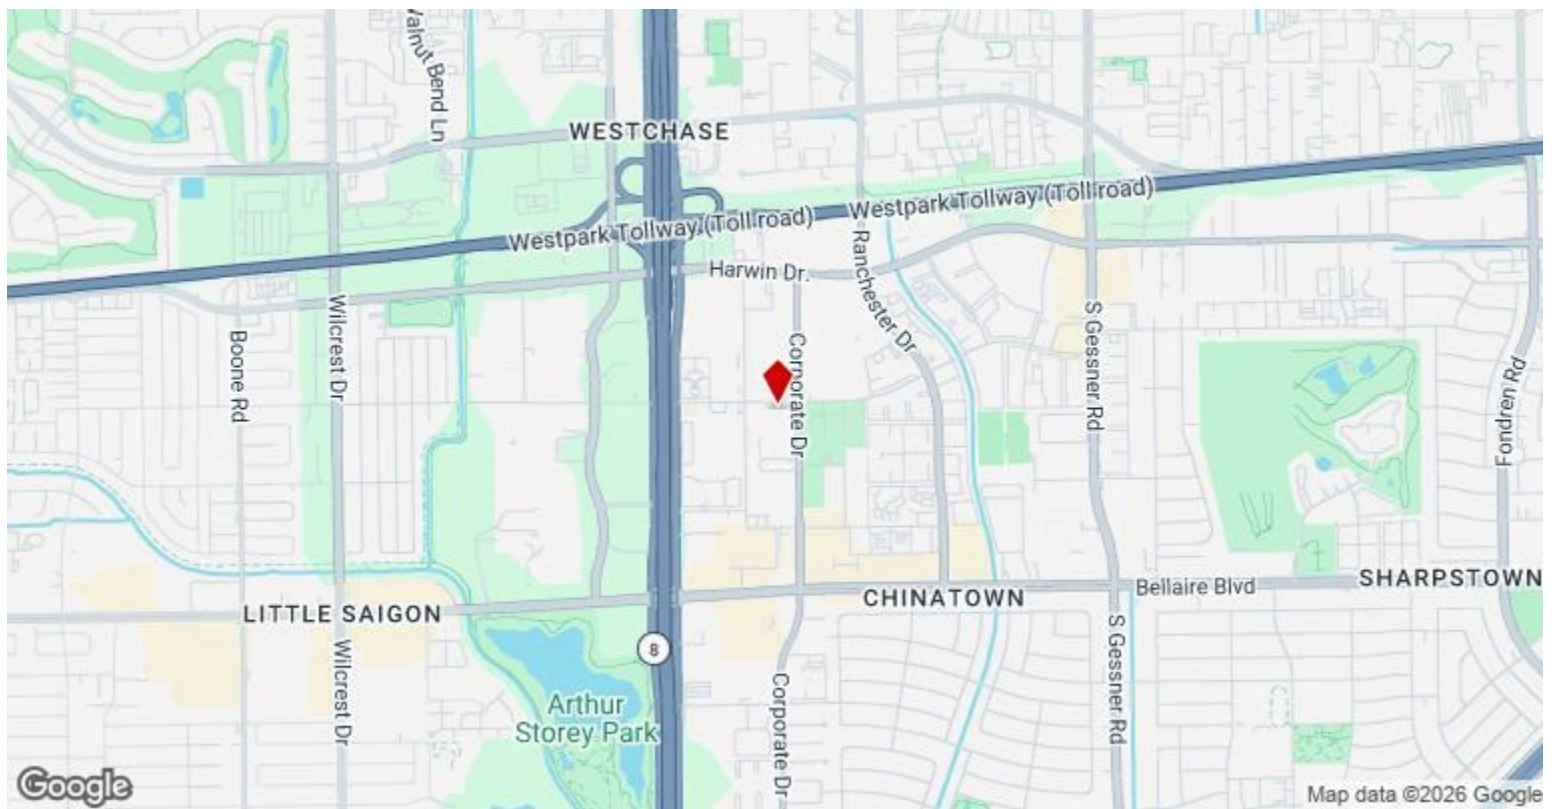 Walnut Bend Ln
WESTCHASE
Westpark Tollway (Toll road)
Westpark Tollway (Toll road)
Harwin Dr.
Ranchester Dr
Wilcrest Dr
Boone Rd
Corporate Dr
S Gessner Rd
Fondren Rd
LITTLE SAIGON
CHINATOWN
Bellaire Blvd
SHARPSTOWN
8
Wilcrest Dr
Arthur
Storey Park
Corporate Dr
S Gessner Rd
Google
Map data ©2026 Google